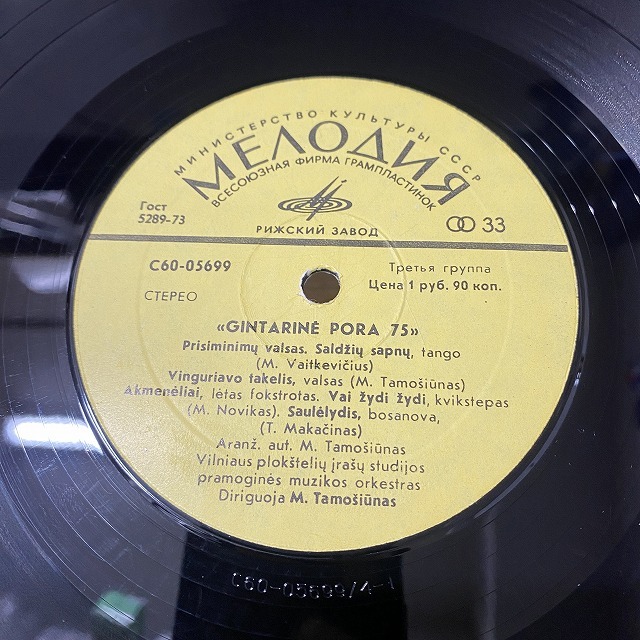 МИНИСТЕРСТВО КУЛЬТУРЫ СССР
МЕЛОДИЯ
ВСЕСОЮЗНАЯ ФИРМА ГРАМПЛАСТИНОК
Гост
5289-73
33
РИЖСКИЙ ЗАВОД
С60-05699
Третья группа
СТЕРЕО
Цена 1 руб. 90 коп.
«GINTARINĖ PORA 75»
Prisiminimų valsas. Saldžių sapnų, tango
(M. Vaitkevičius)
Vinguriavo takelis, valsas (M. Tamošiūnas)
Akmenėliai, lėtas fokstrotas. Vai žydi žydi, kvikstepas
(M. Novikas). Saulėlydis, bosanova,
(T. Makačinas)
Aranž. aut. M. Tamošiūnas
Vilniaus plokštelių įrašų studijos
pramoginės muzikos orkestras
Diriguoja M. Tamošiūnas